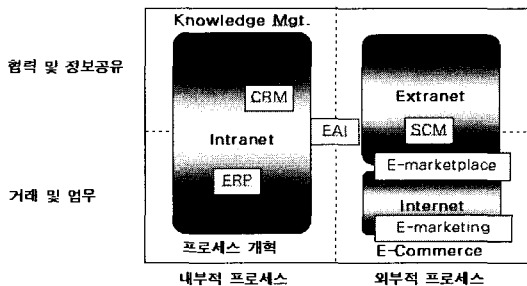 Knowledge Mgt.
협력 및 정보공유
CRM
Extranet
Intranet
EAI
SCM
E-marketplace
ERP
거래 및 업무
Internet
E-marketing
프로세스 개혁
E-Commerce
내부적 프로세스
외부적 프로세스